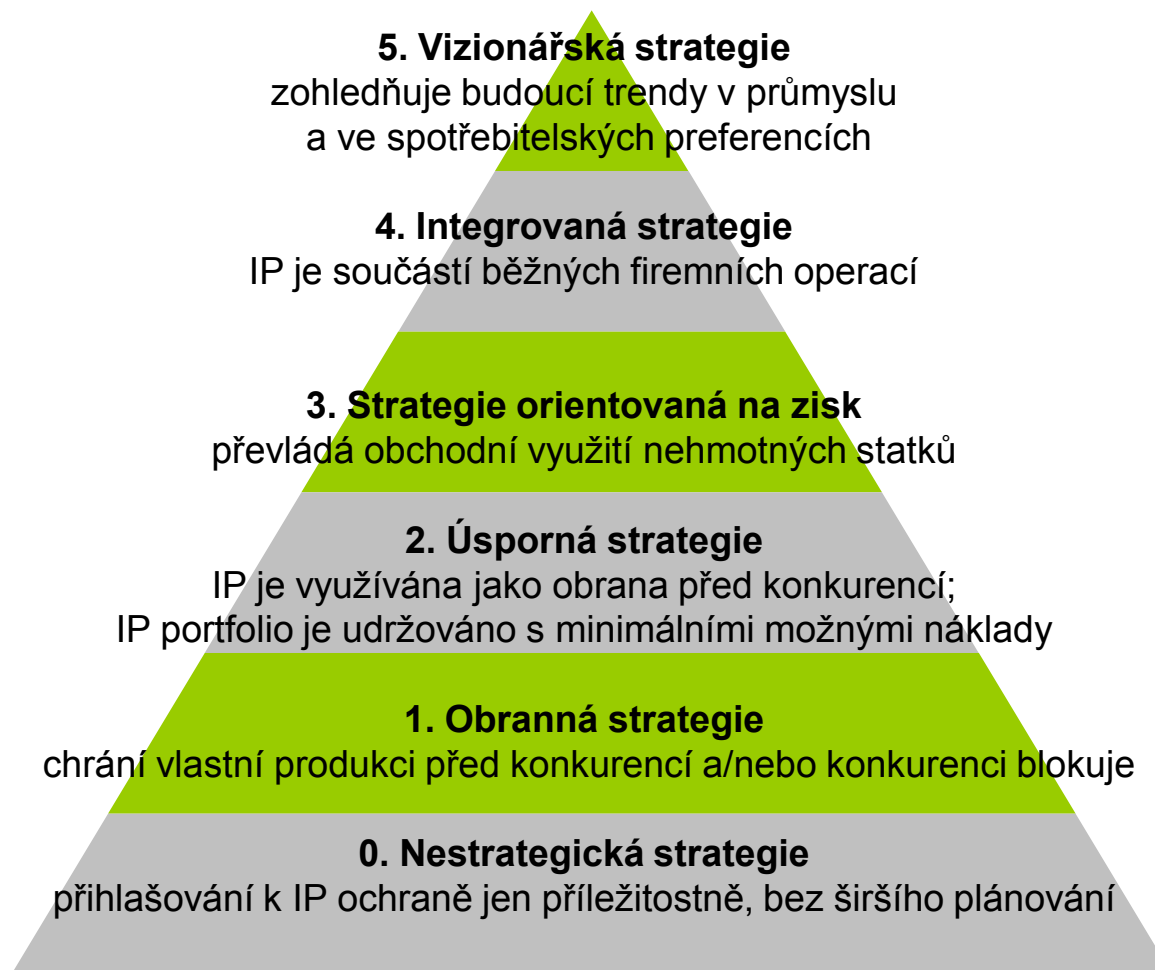 5. Vizionářská strategie
zohledňuje budoucí trendy v průmyslu
a ve spotřebitelských preferencích
4. Integrovaná strategie
IP je součástí běžných firemních operací
3. Strategie orientovaná na zisk
převládá obchodní využití nehmotných statků
2. Úsporná strategie
IP je využívána jako obrana před konkurencí;
IP portfolio je udržováno s minimálními možnými náklady
1. Obranná strategie
chrání vlastní produkci před konkurencí a/nebo konkurenci blokuje
0. Nestrategická strategie
přihlašování k IP ochraně jen příležitostně, bez širšího plánování